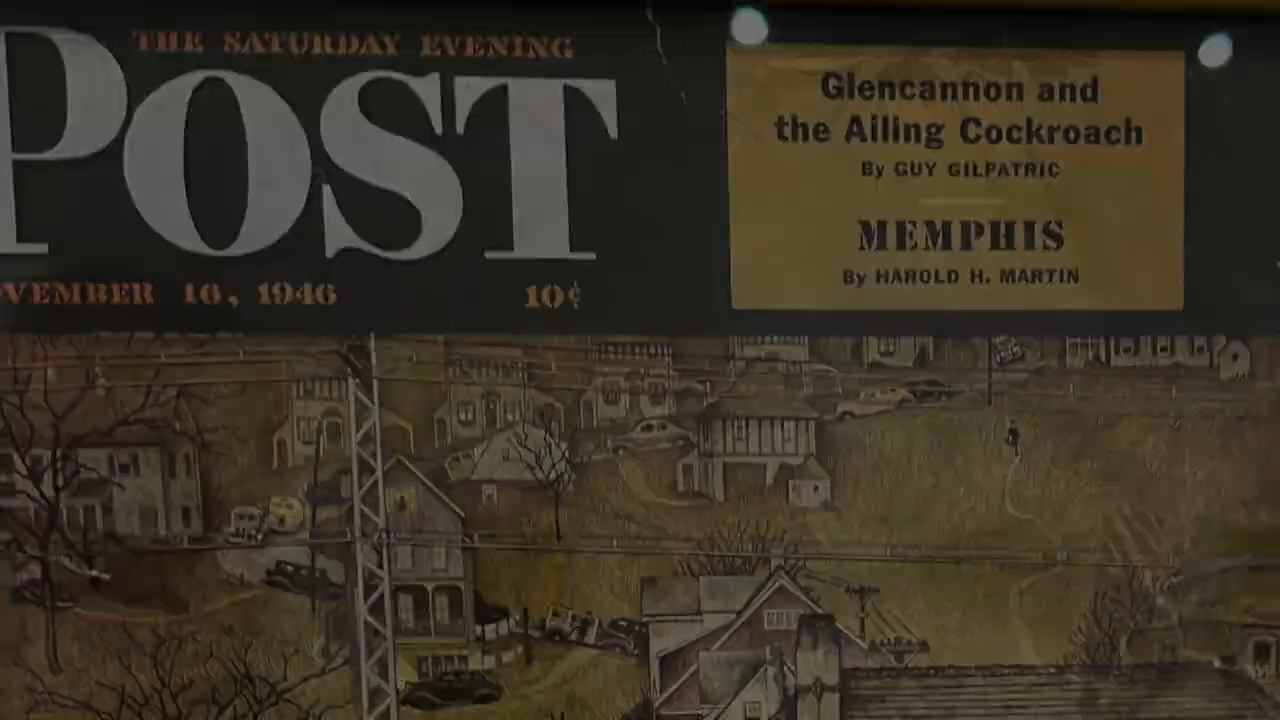 THE SATURDAY EVENING
POST
VEMBER 16, 1946
10¢
Glencannon and
the Ailing Cockroach
By GUY GILPATRIC
MEMPHIS
By HAROLD H. MARTIN